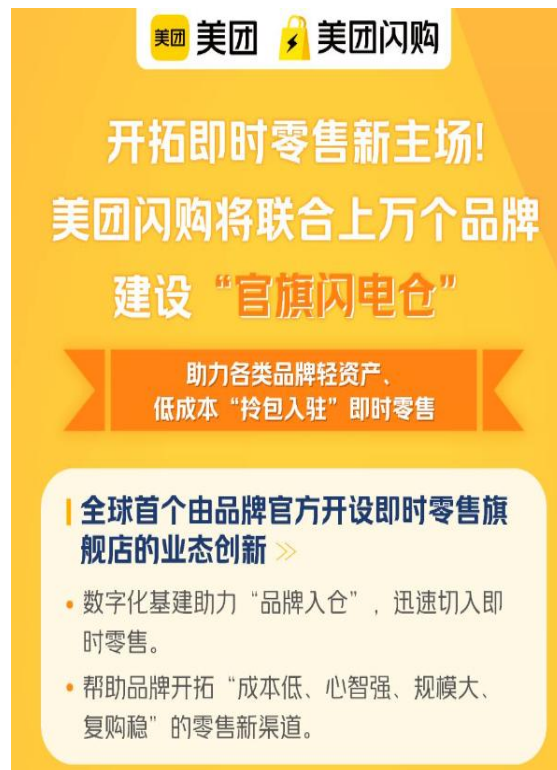 美团 美团 美团闪购
开拓即时零售新主场!
美团闪购将联合上万个品牌
建设“官旗闪电仓”
助力各类品牌轻资产、
低成本“拎包入驻”即时零售
全球首个由品牌官方开设即时零售旗
舰店的业态创新 >>
• 数字化基建助力“品牌入仓”，迅速切入即
时零售。
• 帮助品牌开拓“成本低、心智强、规模大、
复购稳”的零售新渠道。